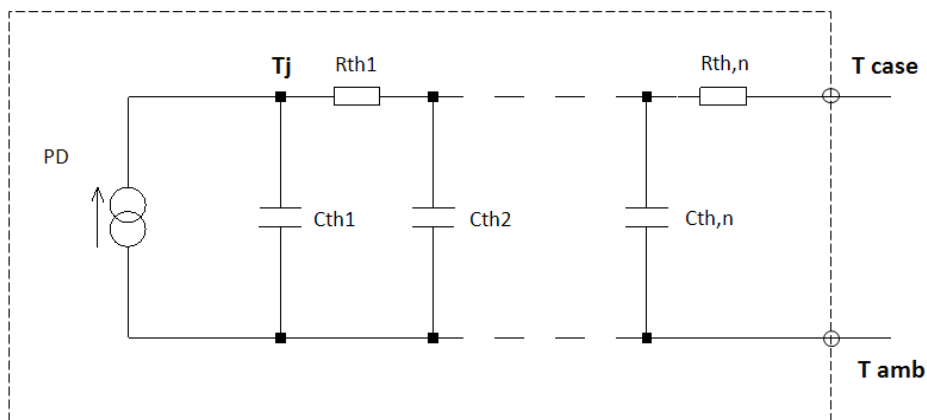 Tj
Rth1
Rth,n
T case
PD
Cth1
Cth2
Cth,n
T amb